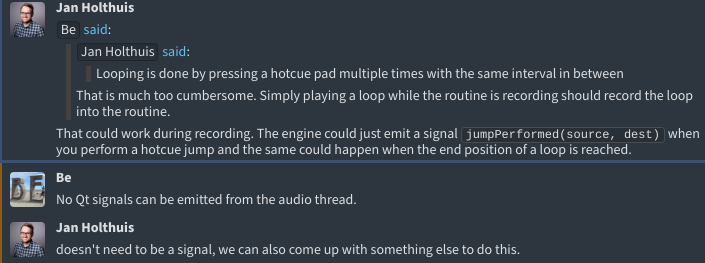 Jan Holthuis
Be said:
Jan Holthuis said:
Looping is done by pressing a hotcue pad multiple times with the same interval in between
That is much too cumbersome. Simply playing a loop while the routine is recording should record the loop
into the routine.
That could work during recording. The engine could just emit a signal jumpPerformed(source, dest) when
you perform a hotcue jump and the same could happen when the end position of a loop is reached.
Be
BE
No Qt signals can be emitted from the audio thread.
Jan Holthuis
doesn't need to be a signal, we can also come up with something else to do this.